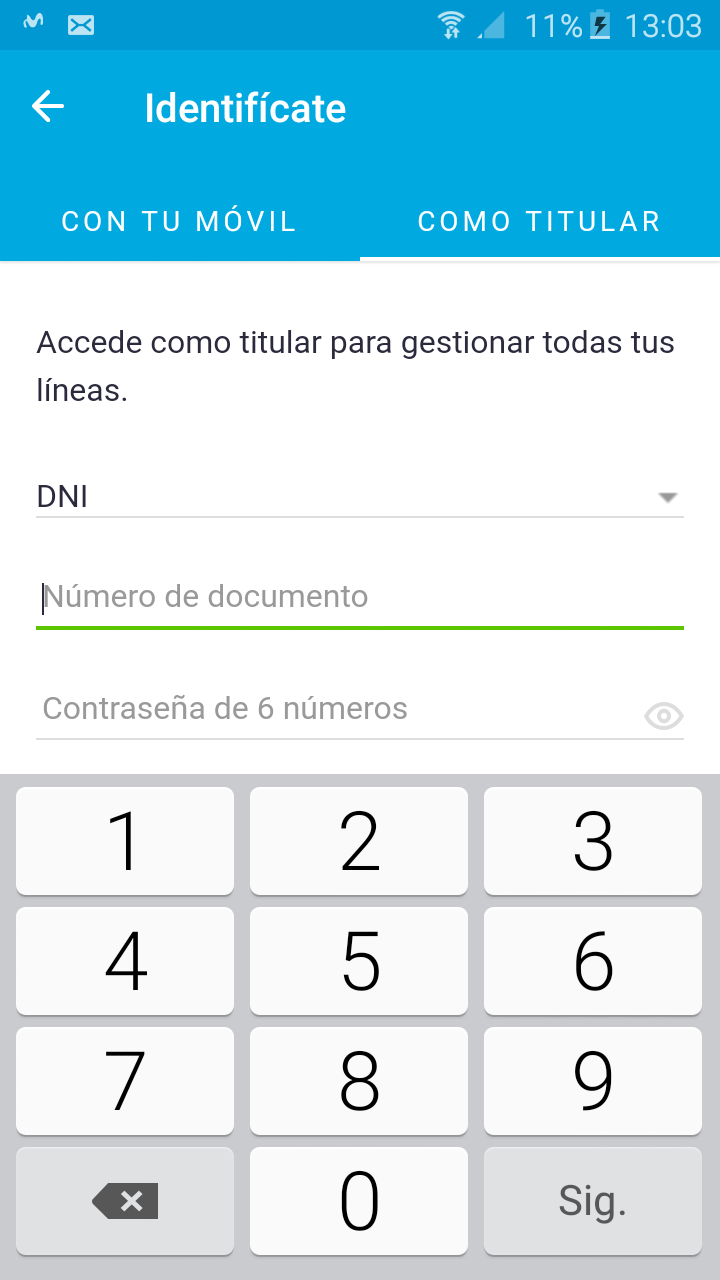 11% 13:03
Identifícate
CON TU MÓVIL COMO TITULAR
Accede como titular para gestionar todas tus
líneas.
DNI
Número de documento
Contraseña de 6 números
1 2 3
4 5 6
7 8 9
0 Sig.